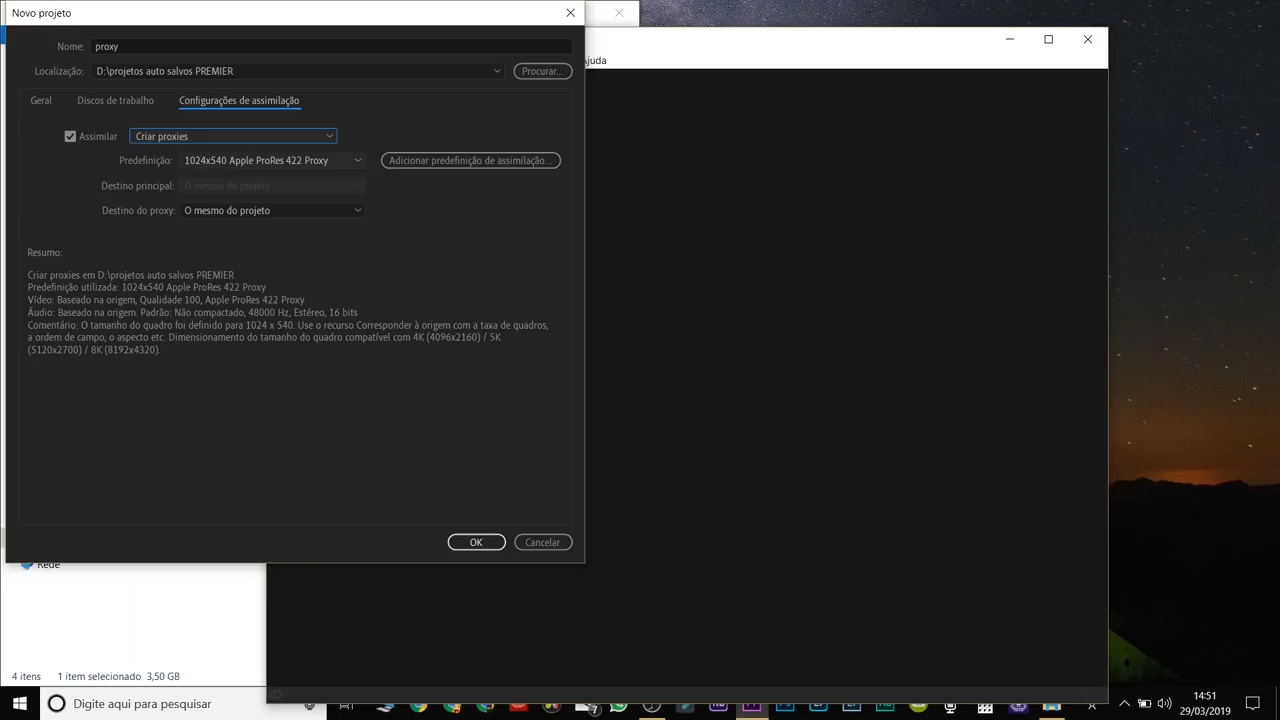 Novo projeto
Nome: proxy
Localização: D:\projetos auto salvos PREMIER Procurar...
Ajuda
Geral Discos de trabalho Configurações de assimilação
Assimilar Criar proxies
Predefinição: 1024x540 Apple ProRes 422 Proxy Adicionar predefinição de assimilação...
Destino principal: O mesmo do projeto
Destino do proxy: O mesmo do projeto
Resumo:
Criar proxies em D:\projetos auto salvos PREMIER
Predefinição utilizada: 1024x540 Apple ProRes 422 Proxy
Vídeo: Baseado na origem, Qualidade 100, Apple ProRes 422 Proxy
Áudio: Baseado na origem. Padrão: Não compactado, 48000 Hz, Estéreo, 16 bits
Comentário: O tamanho do quadro foi definido para 1024 x 540. Use o recurso Corresponder à origem com a taxa de quadros,
a ordem de campo, o aspecto etc. Dimensionamento do tamanho do quadro compatível com 4K (4096x2160) / 5K
(5120x2700) / 8K (8192x4320).
OK Cancelar
Rede
4 itens 1 item selecionado 3,50 GB
Digite aqui para pesquisar
7
14:51
29/03/2019